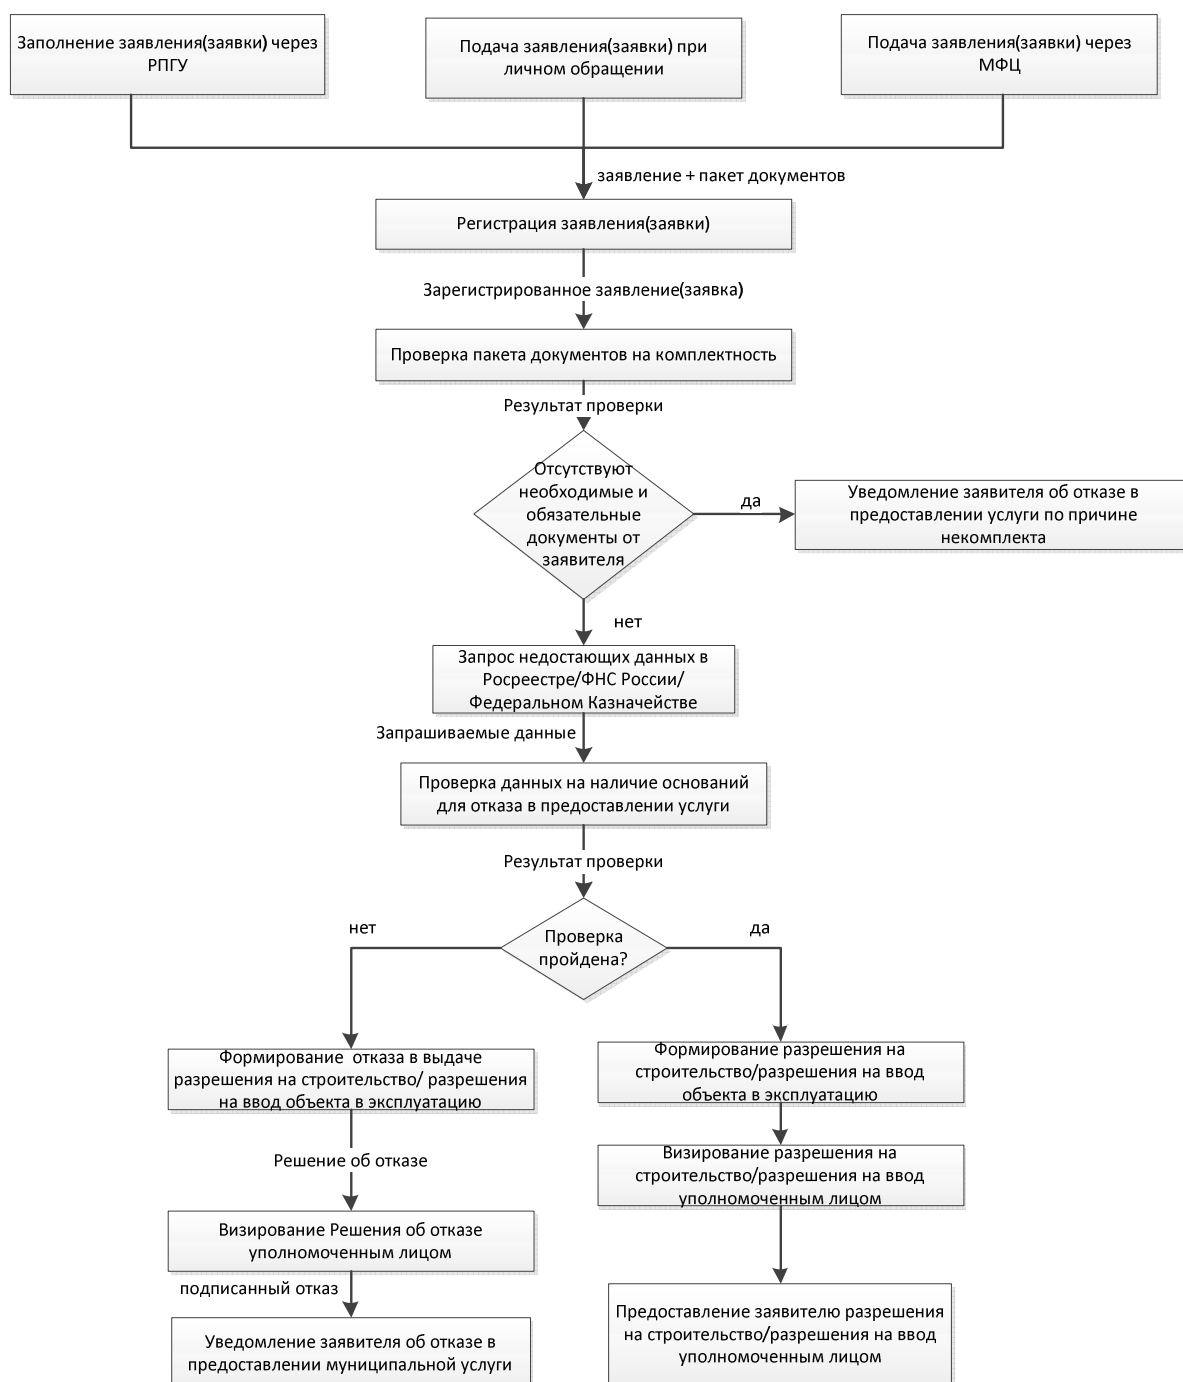 Заполнение заявления(заявки) через
РПГУ
Подача заявления(заявки) при
личном обращении
Подача заявления(заявки) через
МФЦ
заявление + пакет документов
Регистрация заявления(заявки)
Зарегистрированное заявление(заявка)
Проверка пакета документов на комплектность
Результат проверки
Отсутствуют
необходимые и
обязательные
документы от
заявителя
да
Уведомление заявителя об отказе в
предоставлении услуги по причине
некомплекта
нет
Запрос недостающих данных в
Росреестре/ФНС России/
Федеральном Казначействе
Запрашиваемые данные
Проверка данных на наличие оснований
для отказа в предоставлении услуги
Результат проверки
Проверка
пройдена?
нет
да
Формирование отказа в выдаче
разрешения на строительство/ разрешения
на ввод объекта в эксплуатацию
Решение об отказе
Визирование Решения об отказе
уполномоченным лицом
подписанный отказ
Уведомление заявителя об отказе в
предоставлении муниципальной услуги
Формирование разрешения на
строительство/разрешения на ввод
объекта в эксплуатацию
Визирование разрешения на
строительство/разрешения на ввод
уполномоченным лицом
Предоставление заявителю разрешения
на строительство/разрешения на ввод
уполномоченным лицом